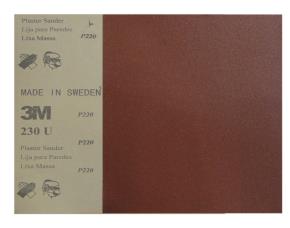 Plaster Sander
Lija para Paredes
Lixa Massa
P220
MADE IN SWEDEN
3M
P220
230 U
P220
Plaster Sander
Lija para Paredes
Lixa Massa
P220